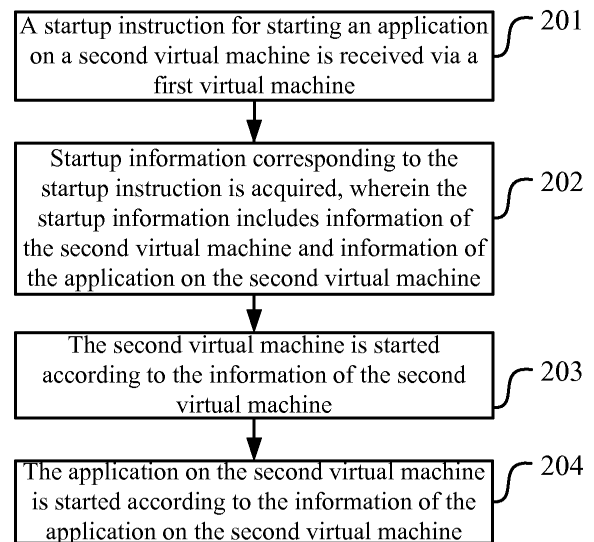 A startup instruction for starting an application
on a second virtual machine is received via a
first virtual machine
201
Startup information corresponding to the
startup instruction is acquired, wherein the
startup information includes information of
the second virtual machine and information of
the application on the second virtual machine
202
The second virtual machine is started
according to the information of the second
virtual machine
203
The application on the second virtual machine
is started according to the information of the
application on the second virtual machine
204